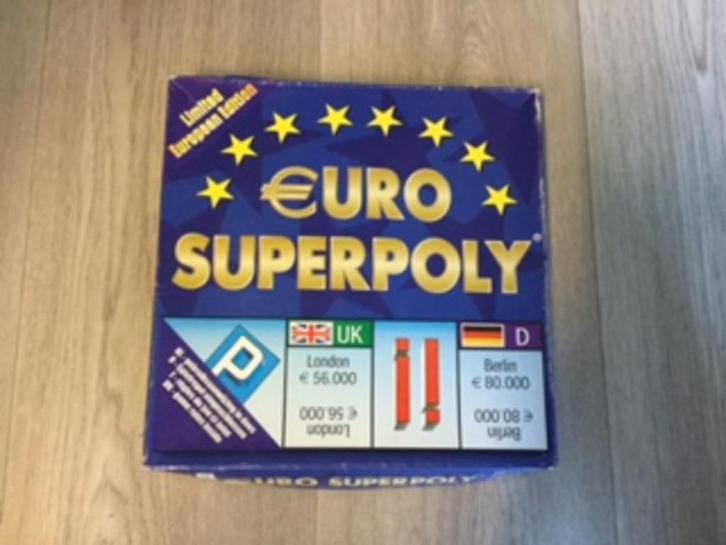 Limited
European Edition
€URO
SUPERPOLY®
P
UK
London
€ 56.000
London
€ 56.000
D
Berlin
€ 80.000
Berlin
€ 80.000
EURO SUPERPOLY